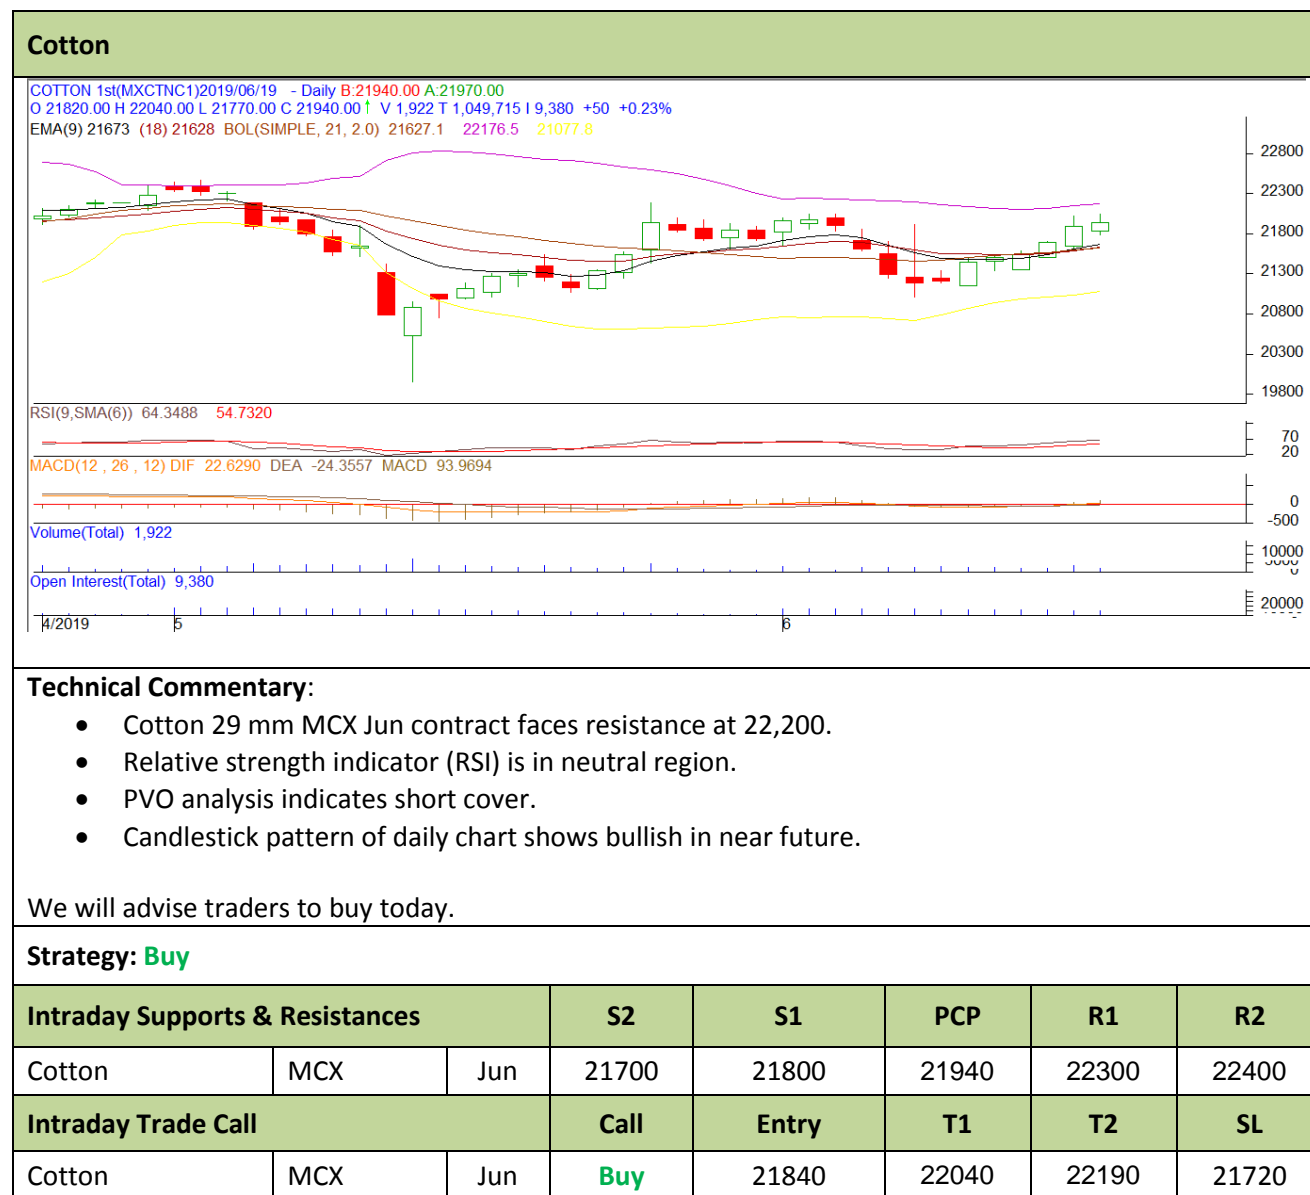 Cotton
COTTON 1st(MXCTNC1)2019/06/19 - Daily B:21940.00 A:21970.00
O 21820.00 H 22040.00 L 21770.00 C 21940.00↑ V 1,922 T 1,049,715 I 9,380 +50 +0.23%
EMA(9) 21673 (18) 21628 BOL(SIMPLE, 21, 2.0) 21627.1 22176.5 21077.8
22800
22300
21800
21300
20800
20300
19800
RSI(9,SMA(6)) 64.3488 54.7320
70
20
MACD(12 , 26 , 12) DIF 22.6290 DEA -24.3557 MACD 93.9694
0
-500
Volume(Total) 1,922
10000
5000
0
Open Interest(Total) 9,380
20000
4/2019 5 6
Technical Commentary:
• Cotton 29 mm MCX Jun contract faces resistance at 22,200.
• Relative strength indicator (RSI) is in neutral region.
• PVO analysis indicates short cover.
• Candlestick pattern of daily chart shows bullish in near future.
We will advise traders to buy today.
Strategy: Buy
Intraday Supports & Resistances S2 S1 PCP R1 R2
Cotton MCX Jun 21700 21800 21940 22300 22400
Intraday Trade Call Call Entry T1 T2 SL
Cotton MCX Jun Buy 21840 22040 22190 21720